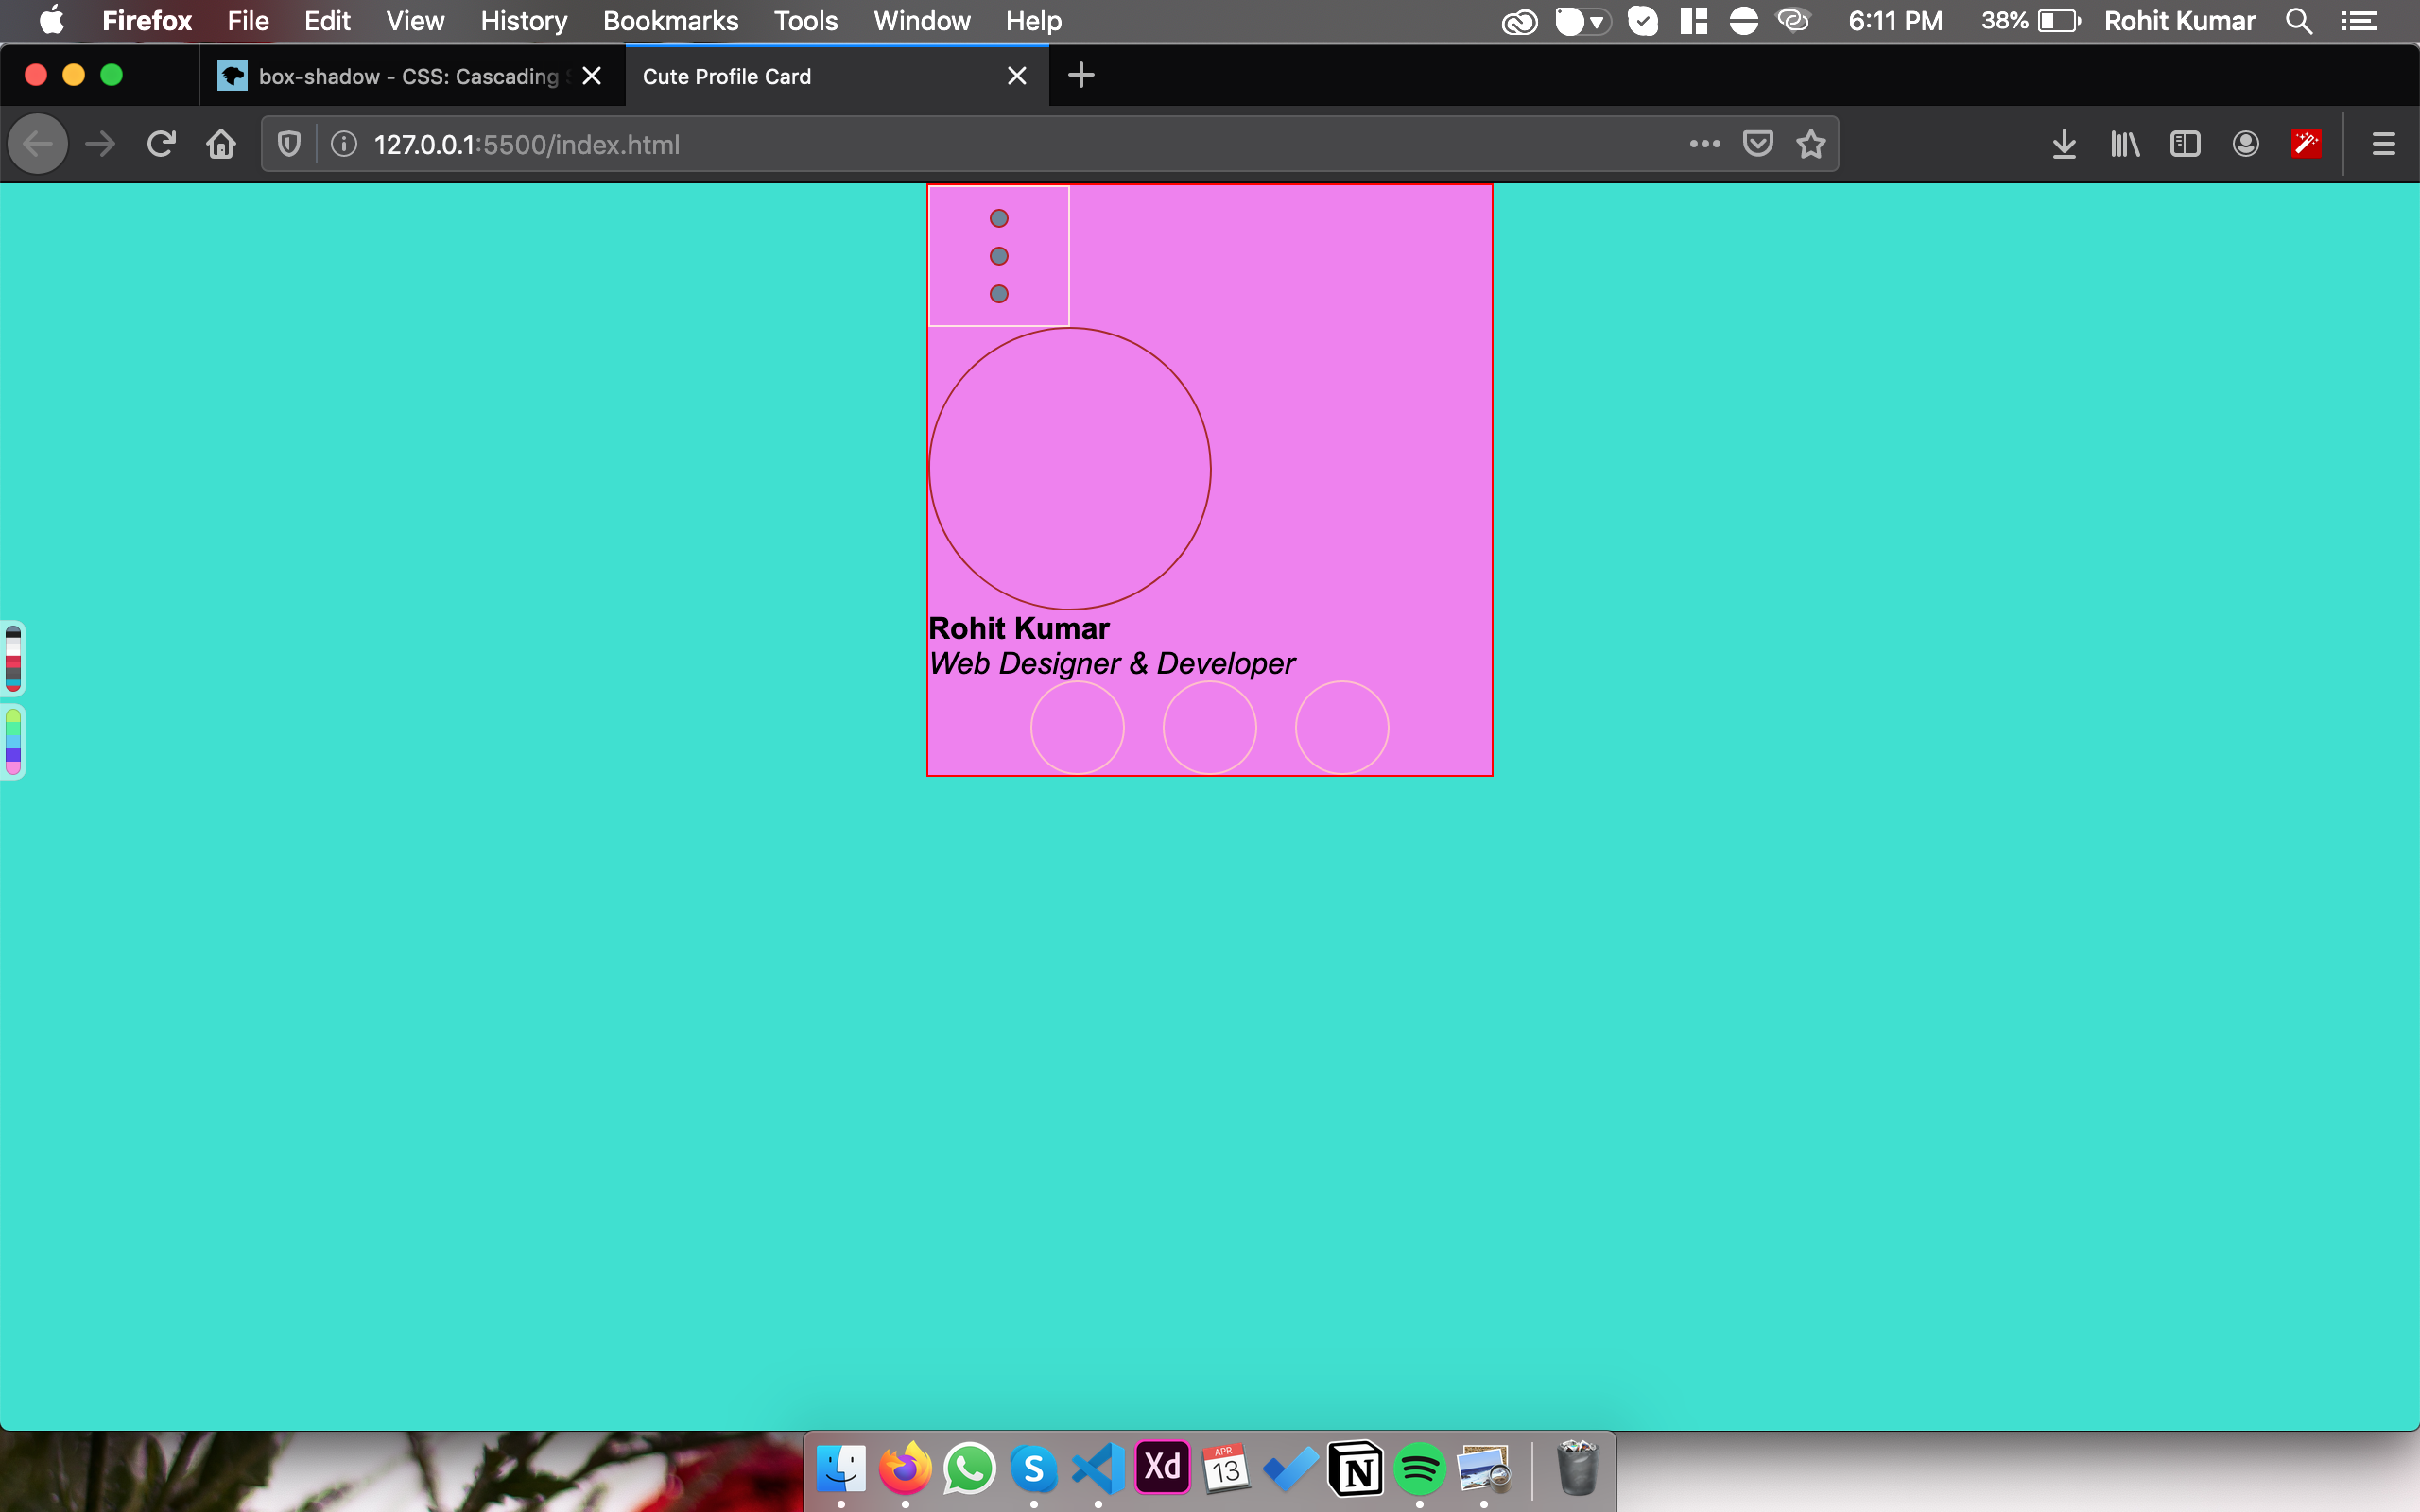 Firefox File Edit View History Bookmarks Tools Window Help 6:11 PM 38% Rohit Kumar
box-shadow - CSS: Cascading Cute Profile Card
127.0.0.1:5500/index.html
Rohit Kumar
Web Designer & Developer
S Xd APR 13 N